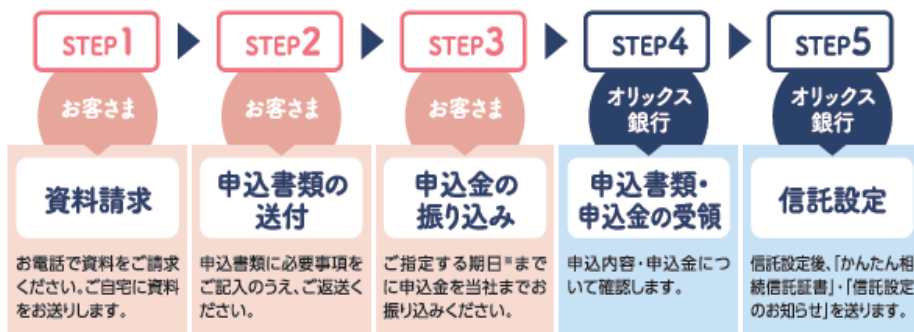 STEP1
お客さま
資料請求
お電話で資料をご請求
ください。ご自宅に資料
をお送りします。
STEP2
お客さま
申込書類の
送付
申込書類に必要事項を
ご記入のうえ、ご返送く
ださい。
STEP3
お客さま
申込金の
振り込み
ご指定する期日※まで
に申込金を当社までお
振り込みください。
STEP4
オリックス
銀行
申込書類・
申込金の受領
申込内容・申込金につ
いて確認します。
STEP5
オリックス
銀行
信託設定
信託設定後、「かんたん相
続信託証書」・「信託設定
のお知らせ」を送ります。